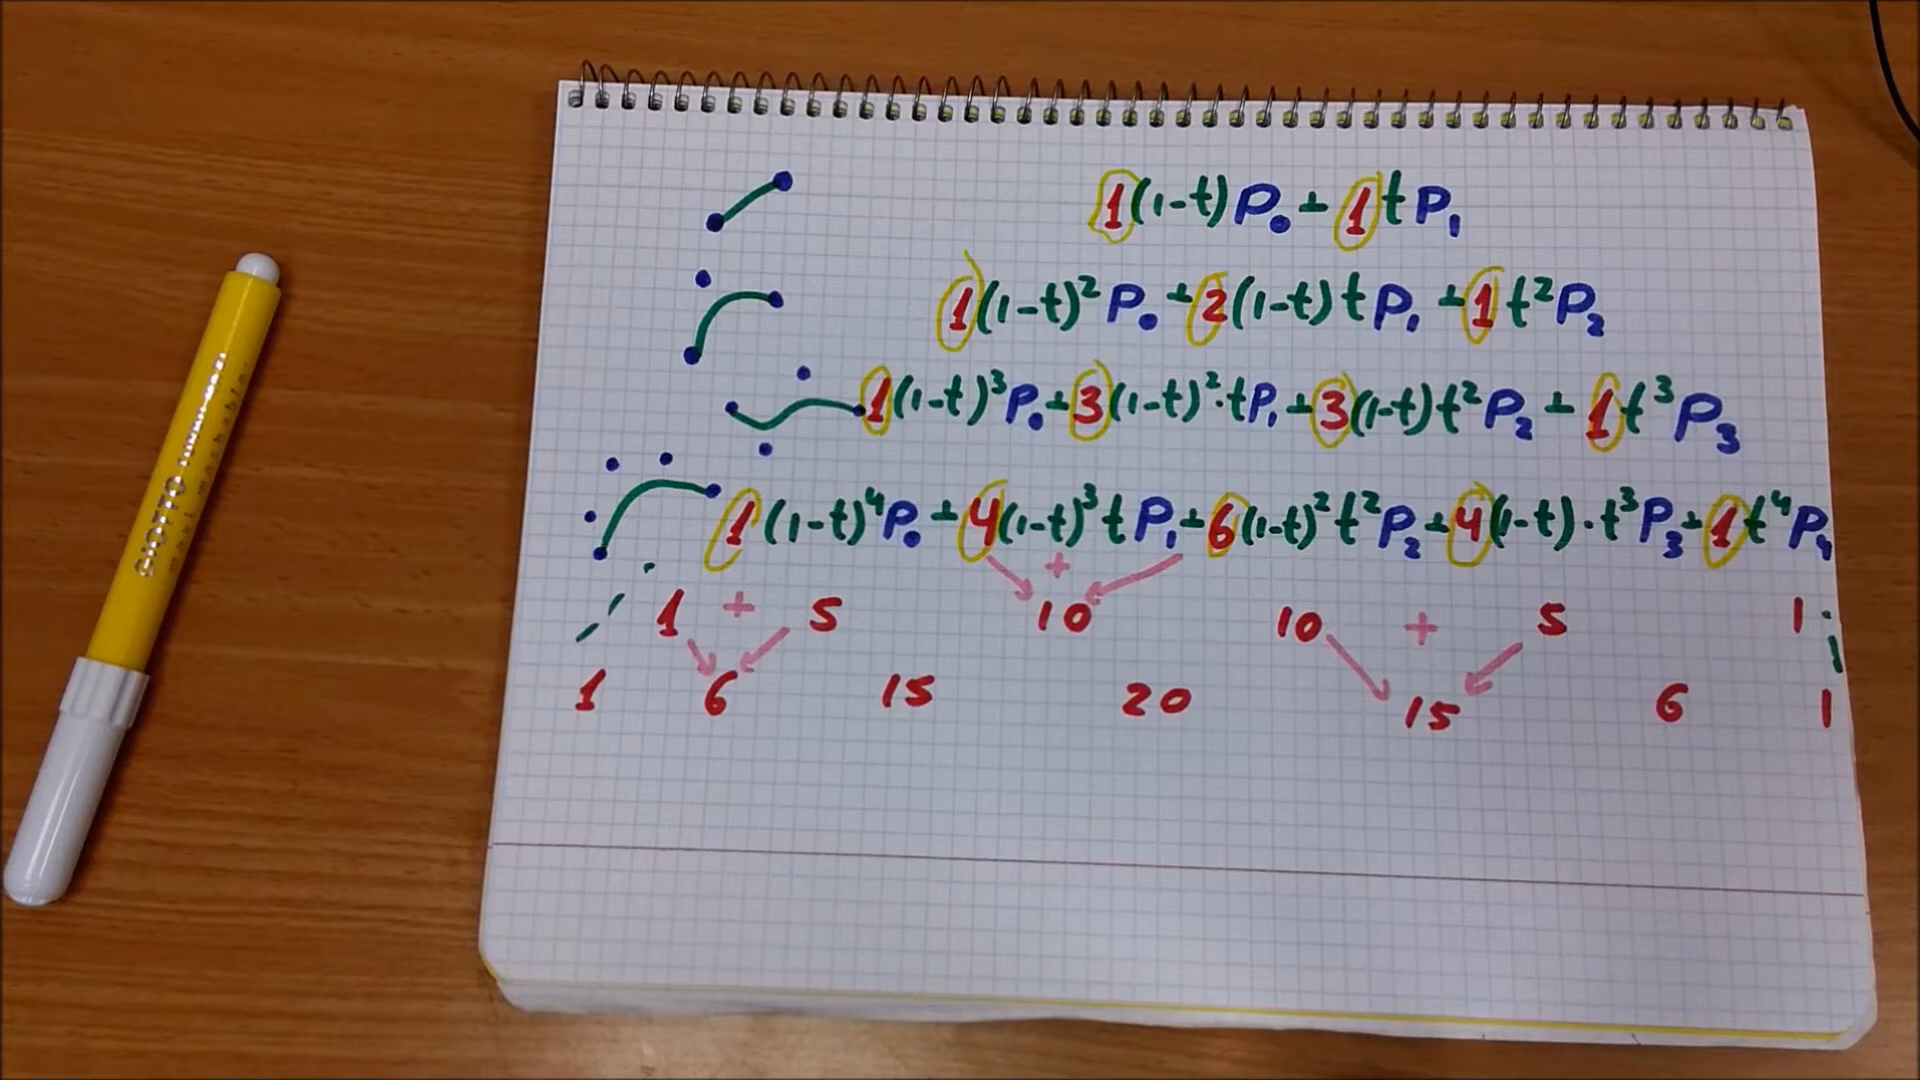 1(1-t)P₀+1tP₁
1(1-t)²P₀+2(1-t)tP₁+1t²P₂
1(1-t)³P₀+3(1-t)²·tP₁+3(1-t)t²P₂+1t³P₃
1(1-t)⁴P₀+4(1-t)³tP₁+6(1-t)²t²P₂+4(1-t)·t³P₃+1t⁴P₄
+
1 + 5 10 10 + 5 1
1 6 15 20 15 6 1
GIOTTO